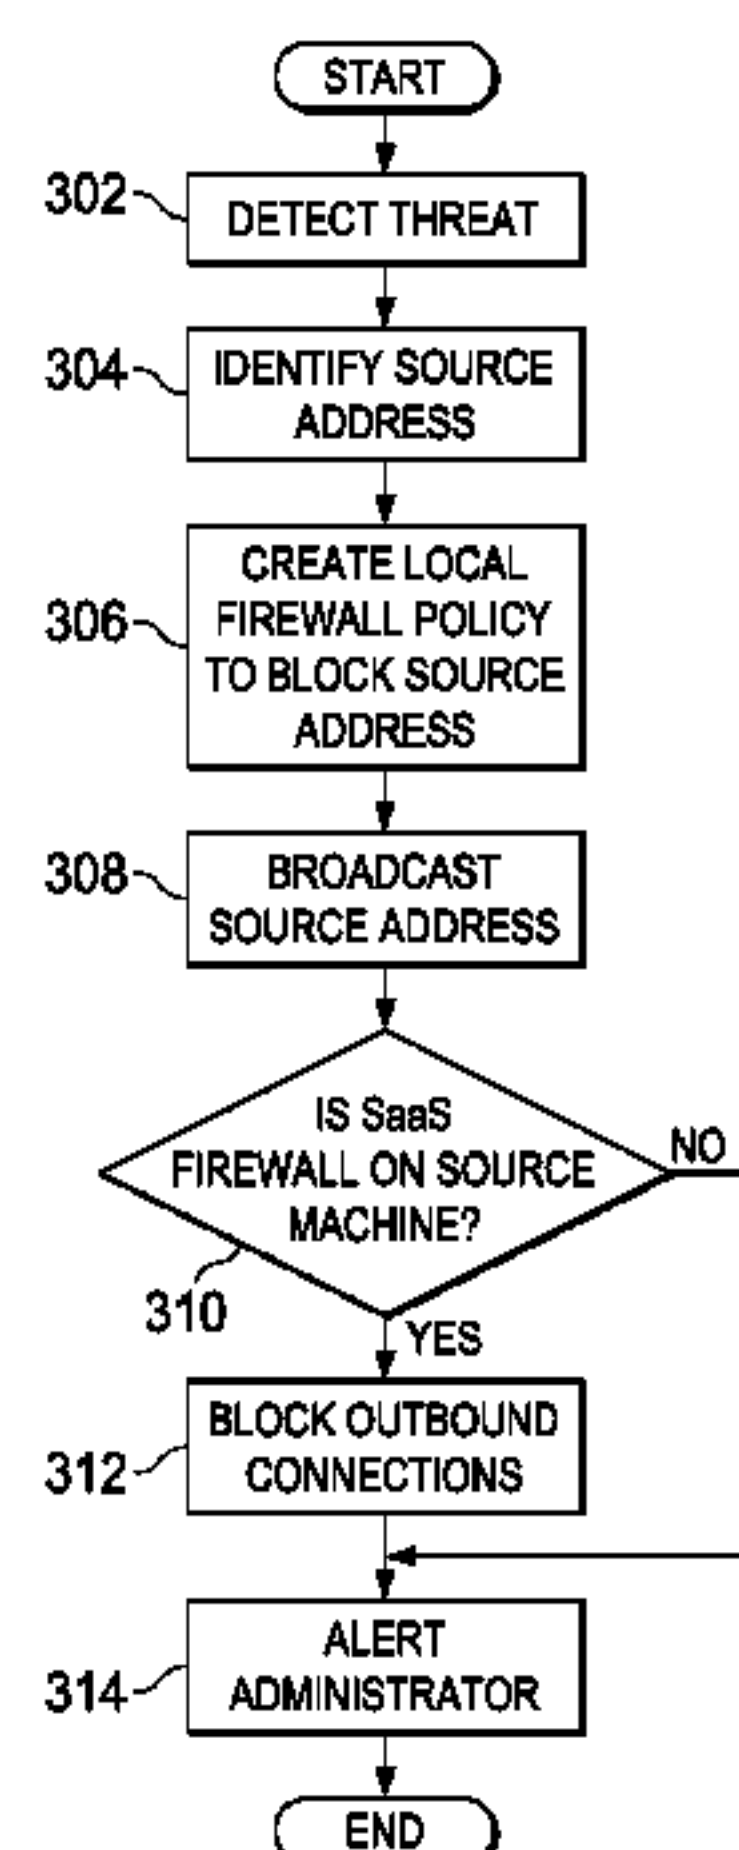 START
302
DETECT THREAT
304
IDENTIFY SOURCE
ADDRESS
306
CREATE LOCAL
FIREWALL POLICY
TO BLOCK SOURCE
ADDRESS
308
BROADCAST
SOURCE ADDRESS
IS SaaS
FIREWALL ON SOURCE
MACHINE?
NO
310
YES
312
BLOCK OUTBOUND
CONNECTIONS
314
ALERT
ADMINISTRATOR
END